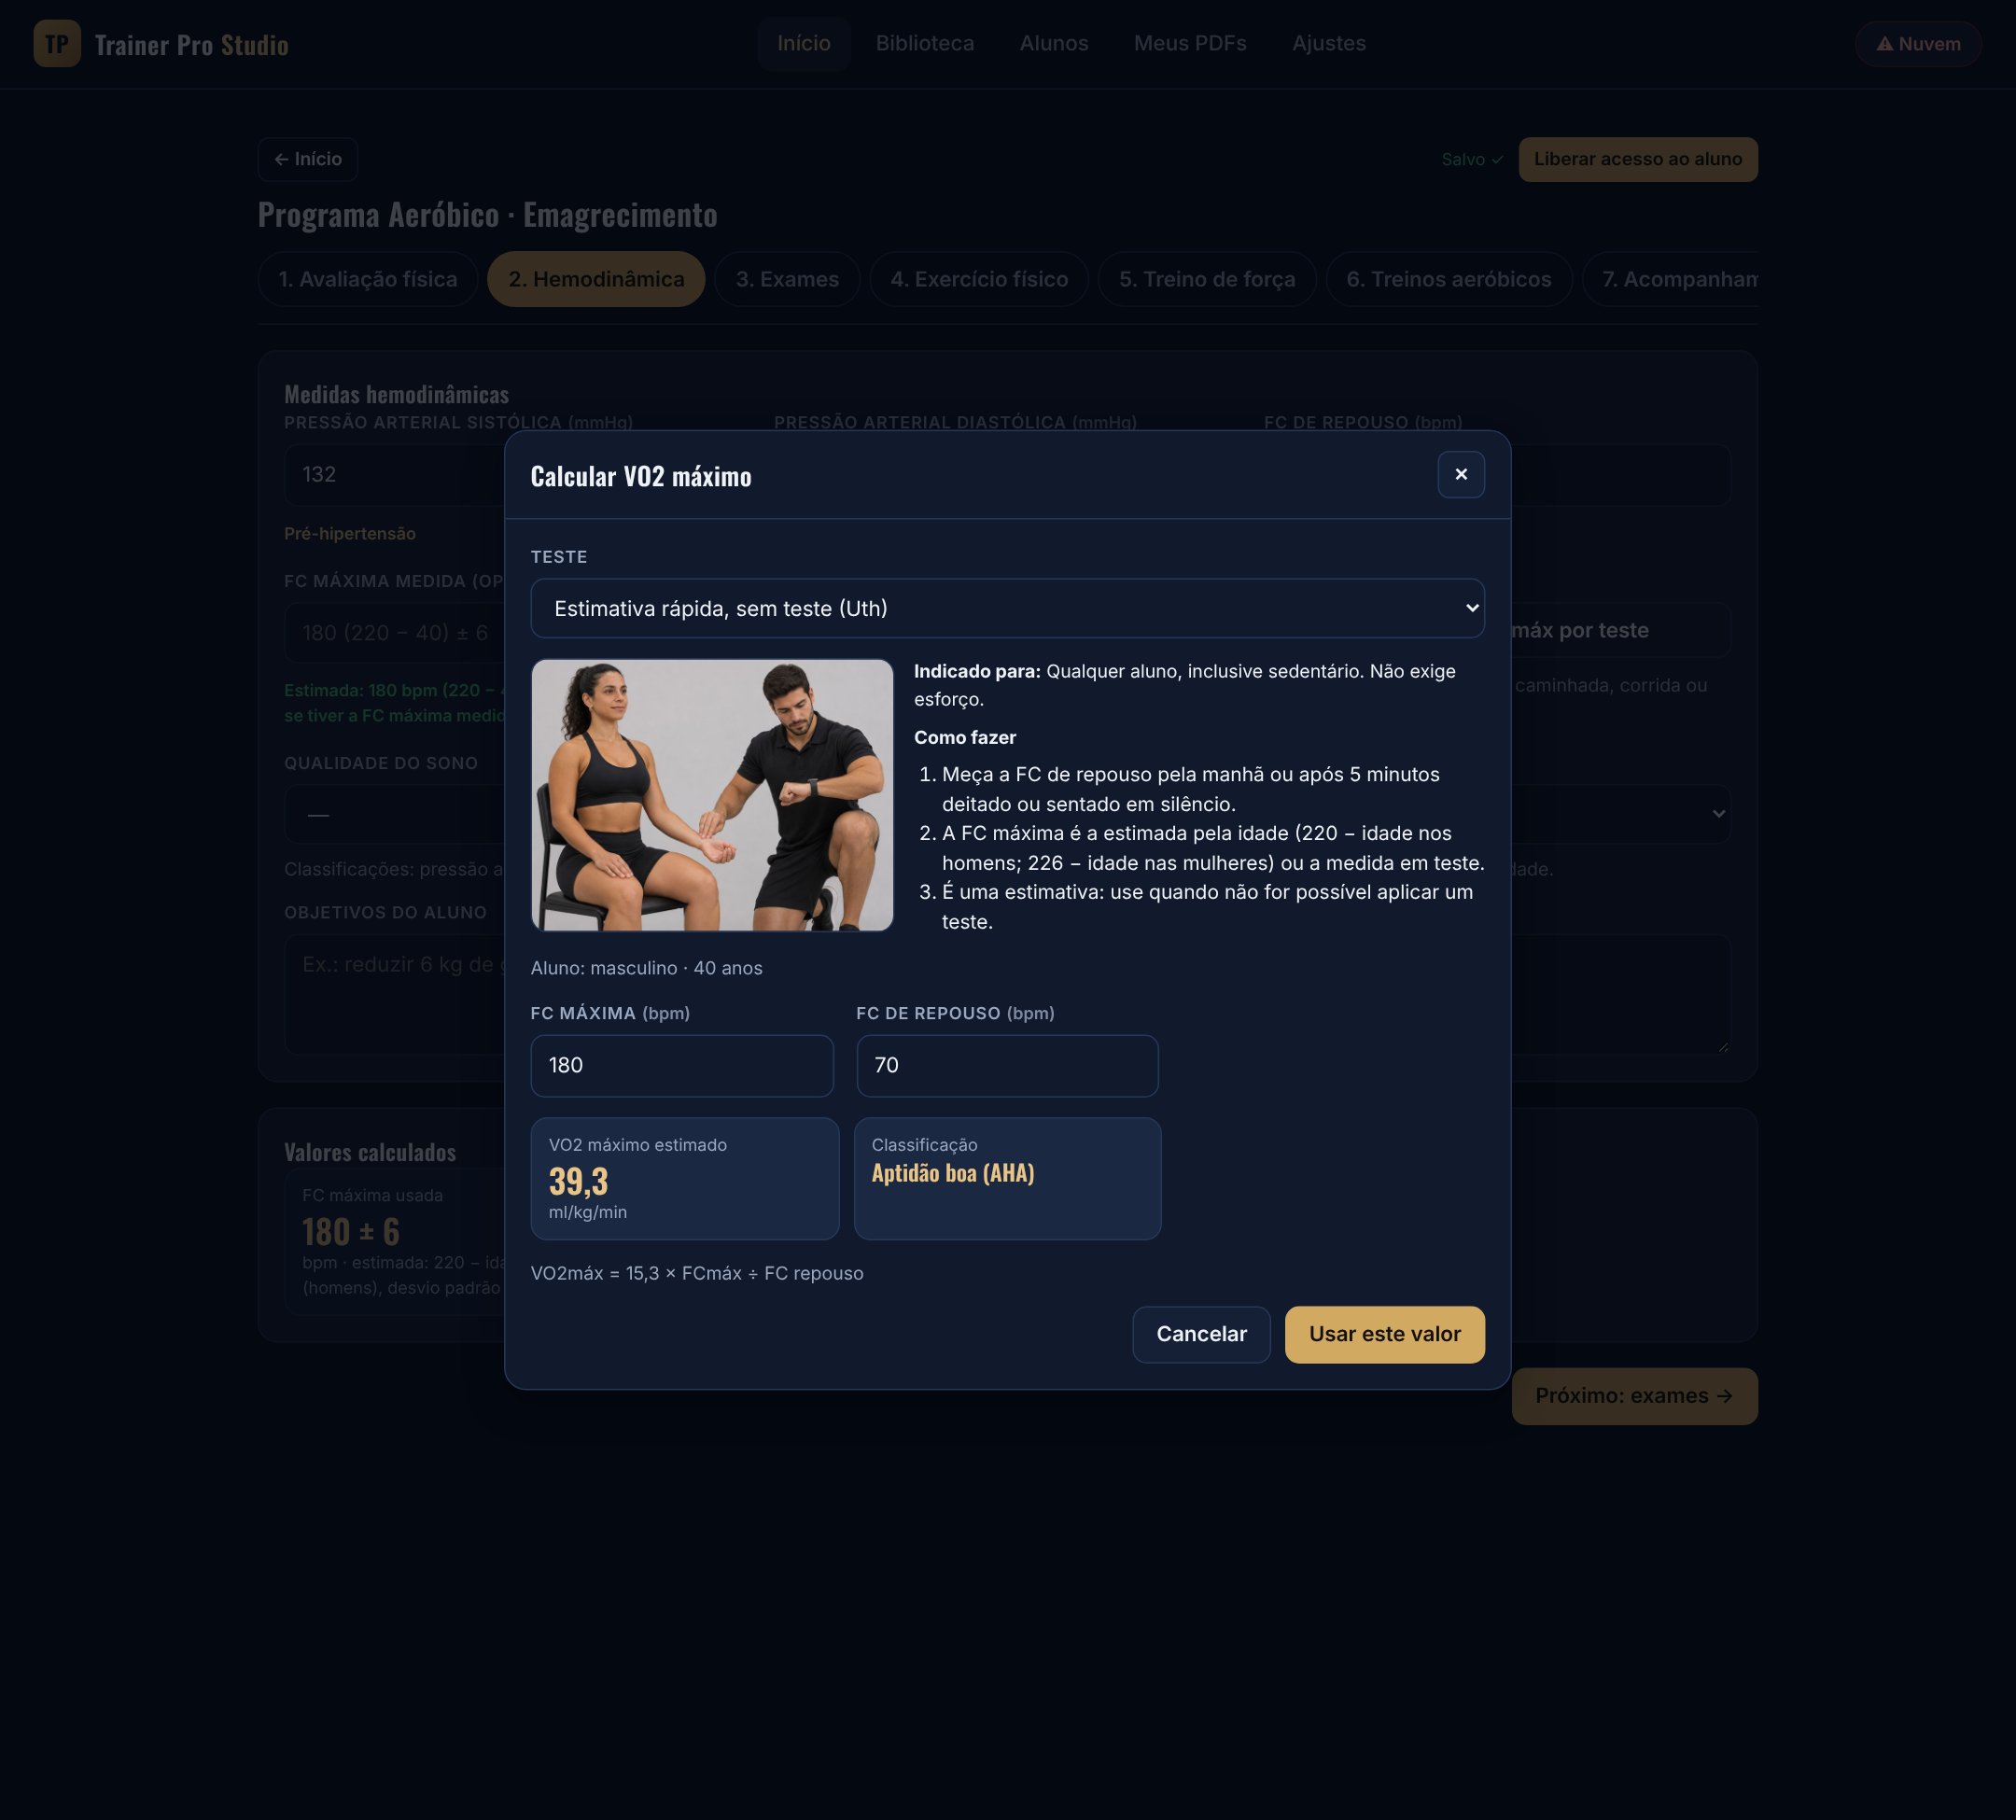 TP Trainer Pro Studio
Início Biblioteca Alunos Meus PDFs Ajustes
⚠ Nuvem
← Início
Salvo ✓ Liberar acesso ao aluno
Programa Aeróbico · Emagrecimento
1. Avaliação física 2. Hemodinâmica 3. Exames 4. Exercício físico 5. Treino de força 6. Treinos aeróbicos 7. Acompanham
Medidas hemodinâmicas
PRESSÃO ARTERIAL SISTÓLICA (mmHg) PRESSÃO ARTERIAL DIASTÓLICA (mmHg) FC DE REPOUSO (bpm)
132
Pré-hipertensão
FC MÁXIMA MEDIDA (OP
180 (220 − 40) ± 6
máx por teste
Estimada: 180 bpm (220 −
se tiver a FC máxima medid
caminhada, corrida ou
QUALIDADE DO SONO
—
Classificações: pressão a
dade.
OBJETIVOS DO ALUNO
Ex.: reduzir 6 kg de g
Valores calculados
FC máxima usada
180 ± 6
bpm · estimada: 220 − ida
(homens), desvio padrão
Próximo: exames →
Calcular VO2 máximo
×
TESTE
Estimativa rápida, sem teste (Uth)
Indicado para: Qualquer aluno, inclusive sedentário. Não exige
esforço.
Como fazer
1. Meça a FC de repouso pela manhã ou após 5 minutos
deitado ou sentado em silêncio.
2. A FC máxima é a estimada pela idade (220 − idade nos
homens; 226 − idade nas mulheres) ou a medida em teste.
3. É uma estimativa: use quando não for possível aplicar um
teste.
Aluno: masculino · 40 anos
FC MÁXIMA (bpm) FC DE REPOUSO (bpm)
180 70
VO2 máximo estimado
39,3
ml/kg/min
Classificação
Aptidão boa (AHA)
VO2máx = 15,3 × FCmáx ÷ FC repouso
Cancelar Usar este valor